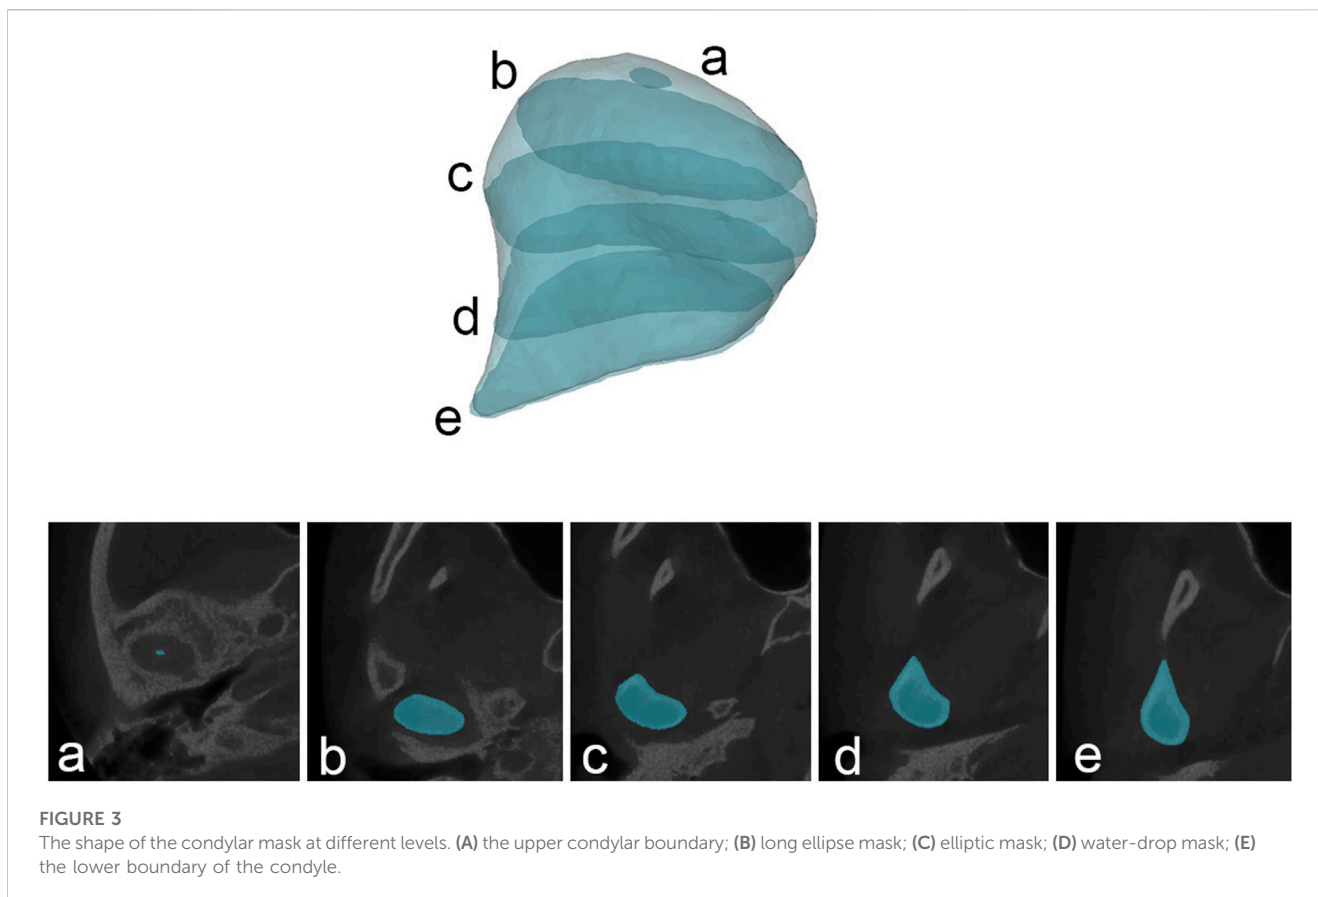 a
b
c
d
e
a
b
c
d
e
FIGURE 3
The shape of the condylar mask at different levels. (A) the upper condylar boundary; (B) long ellipse mask; (C) elliptic mask; (D) water-drop mask; (E)
the lower boundary of the condyle.